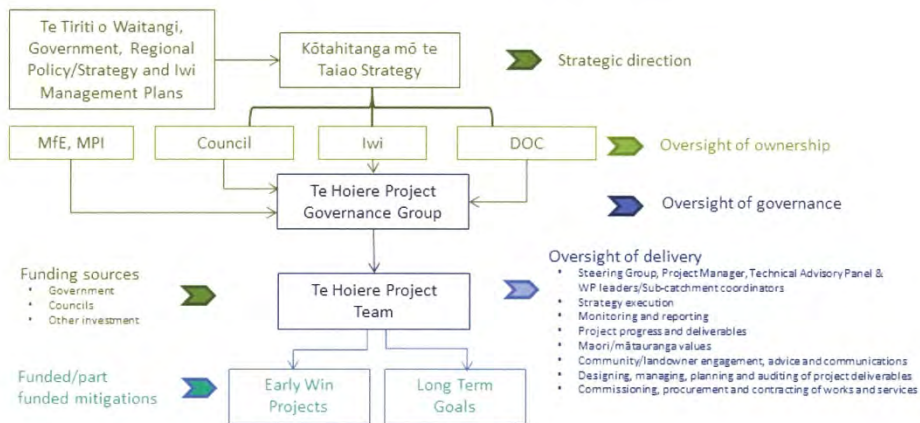 Te Tiriti o Waitangi,
Government, Regional
Policy/Strategy and Iwi
Management Plans
Kōtahitanga mō te
Taiao Strategy
Strategic direction
MfE, MPI
Council
Iwi
DOC
Oversight of ownership
Te Hoiere Project
Governance Group
Oversight of governance
Funding sources
• Government
• Councils
• Other investment
Te Hoiere Project
Team
Oversight of delivery
• Steering Group, Project Manager, Technical Advisory Panel &
WP leaders/Sub-catchment coordinators
• Strategy execution
• Monitoring and reporting
• Project progress and deliverables
• Maori/mātauranga values
• Community/landowner engagement, advice and communications
• Designing, managing, planning and auditing of project deliverables
• Commissioning, procurement and contracting of works and services
Funded/part
funded mitigations
Early Win
Projects
Long Term
Goals